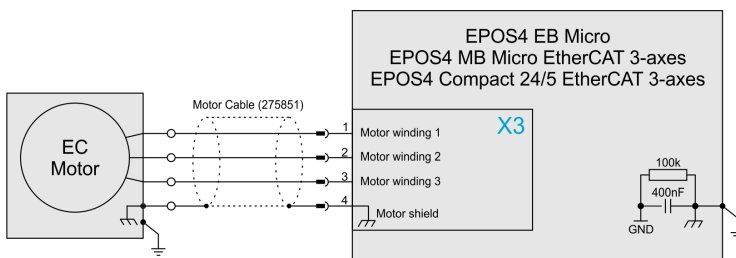 EPOS4 EB Micro
EPOS4 MB Micro EtherCAT 3-axes
EPOS4 Compact 24/5 EtherCAT 3-axes
Motor Cable (275851)
EC
Motor
X3
1
Motor winding 1
2
Motor winding 2
3
Motor winding 3
4
Motor shield
100k
400nF
GND